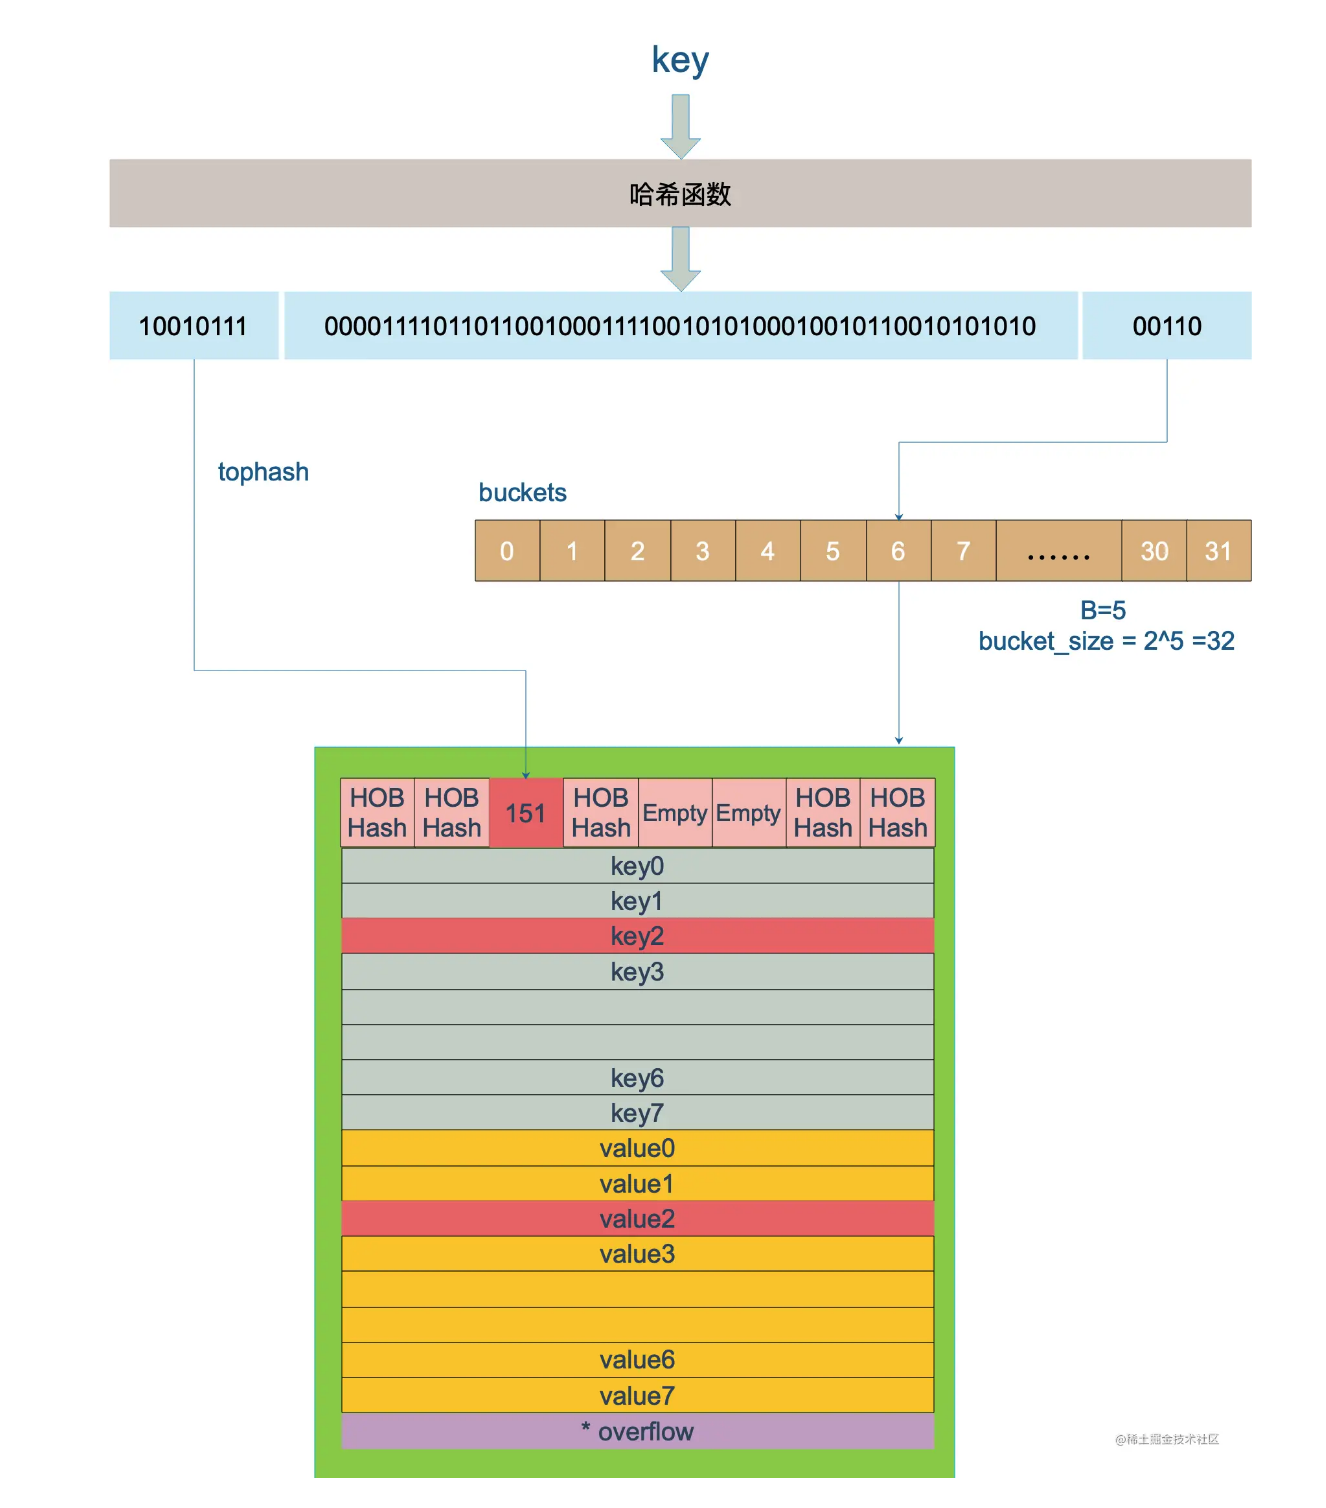 key
哈希函数
10010111
000011110110110010001111001010100010010110010101010
00110
tophash
buckets
0 1 2 3 4 5 6 7 ...... 30 31
B=5
bucket_size = 2^5 =32
HOB HOB HOB HOB HOB
Hash Hash 151 Hash Empty Empty Hash Hash
key0
key1
key2
key3
key6
key7
value0
value1
value2
value3
value6
value7
* overflow
@稀土掘金技术社区